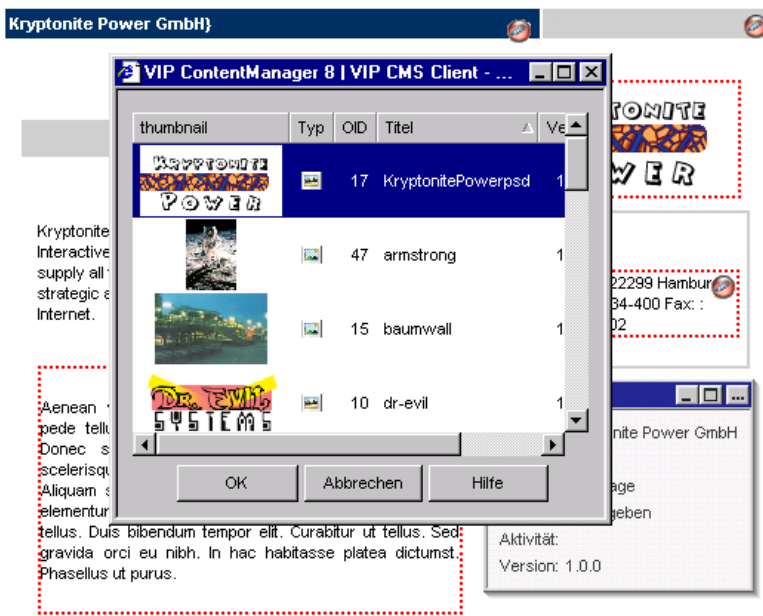 Kryptonite Power GmbH}
VIP ContentManager 8 | VIP CMS Client - ...
thumbnail Typ OID Titel Ve
KRYPTONITE POWER 17 KryptonitePowerpsd 1
47 armstrong 1
15 baumwall 1
DR. EVIL SYSTEMS 10 dr-evil 1
OK Abbrechen Hilfe
POWER
Kryptonite
Interactive
supply all
strategic
Internet.
22299 Hambur
34-400 Fax: :
02
Aenean
pede tellu
Donec s
scelerisqu
Aliquam s
elementur
tellus. Duis bibendum tempor elit. Curabitur ut tellus. Sed
gravida orci eu nibh. In hac habitasse platea dictumst.
Phasellus ut purus.
...
nite Power GmbH
age
geben
Aktivität:
Version: 1.0.0